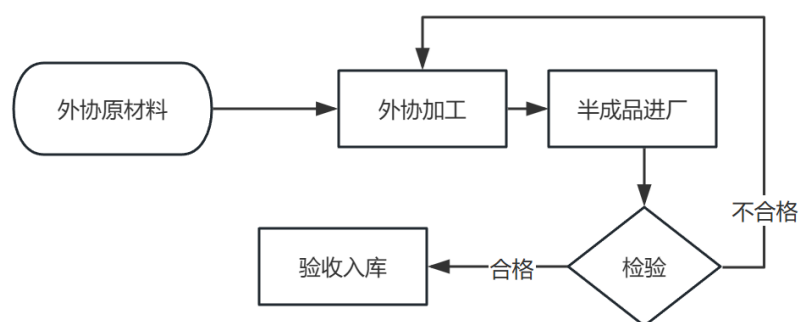 外协原材料
外协加工
半成品进厂
不合格
验收入库
合格
检验